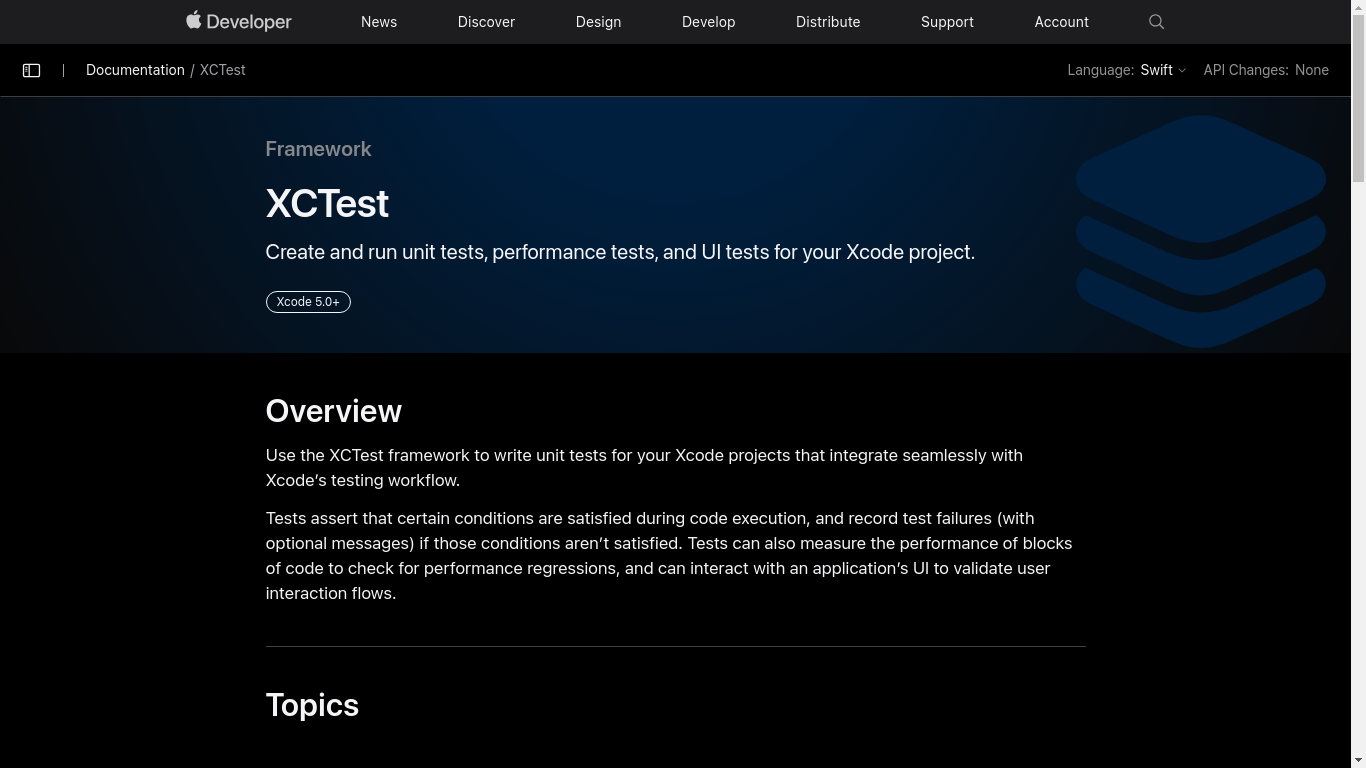 Developer
News
Discover
Design
Develop
Distribute
Support
Account
Documentation / XCTest
Language: Swift
API Changes: None
Framework
XCTest
Create and run unit tests, performance tests, and UI tests for your Xcode project.
Xcode 5.0+
Overview
Use the XCTest framework to write unit tests for your Xcode projects that integrate seamlessly with
Xcode’s testing workflow.
Tests assert that certain conditions are satisfied during code execution, and record test failures (with
optional messages) if those conditions aren’t satisfied. Tests can also measure the performance of blocks
of code to check for performance regressions, and can interact with an application’s UI to validate user
interaction flows.
Topics